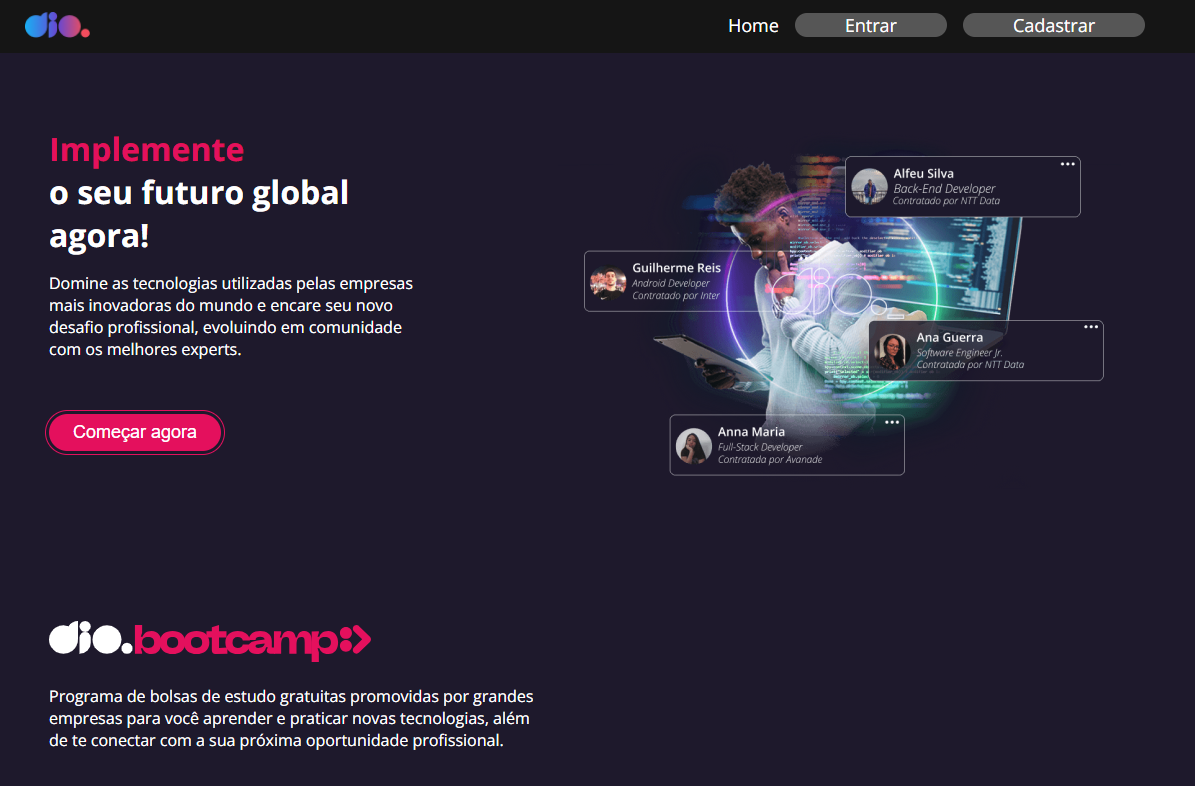 dio.
Home
Entrar
Cadastrar
Implemente
o seu futuro global
agora!
Domine as tecnologias utilizadas pelas empresas
mais inovadoras do mundo e encare seu novo
desafio profissional, evoluindo em comunidade
com os melhores experts.
Começar agora
Alfeu Silva
Back-End Developer
Contratado por NTT Data
Guilherme Reis
Android Developer
Contratado por Inter
dio.
Ana Guerra
Software Engineer Jr.
Contratada por NTT Data
Anna Maria
Full-Stack Developer
Contratada por Avanade
dio.bootcamp
Programa de bolsas de estudo gratuitas promovidas por grandes
empresas para você aprender e praticar novas tecnologias, além
de te conectar com a sua próxima oportunidade profissional.